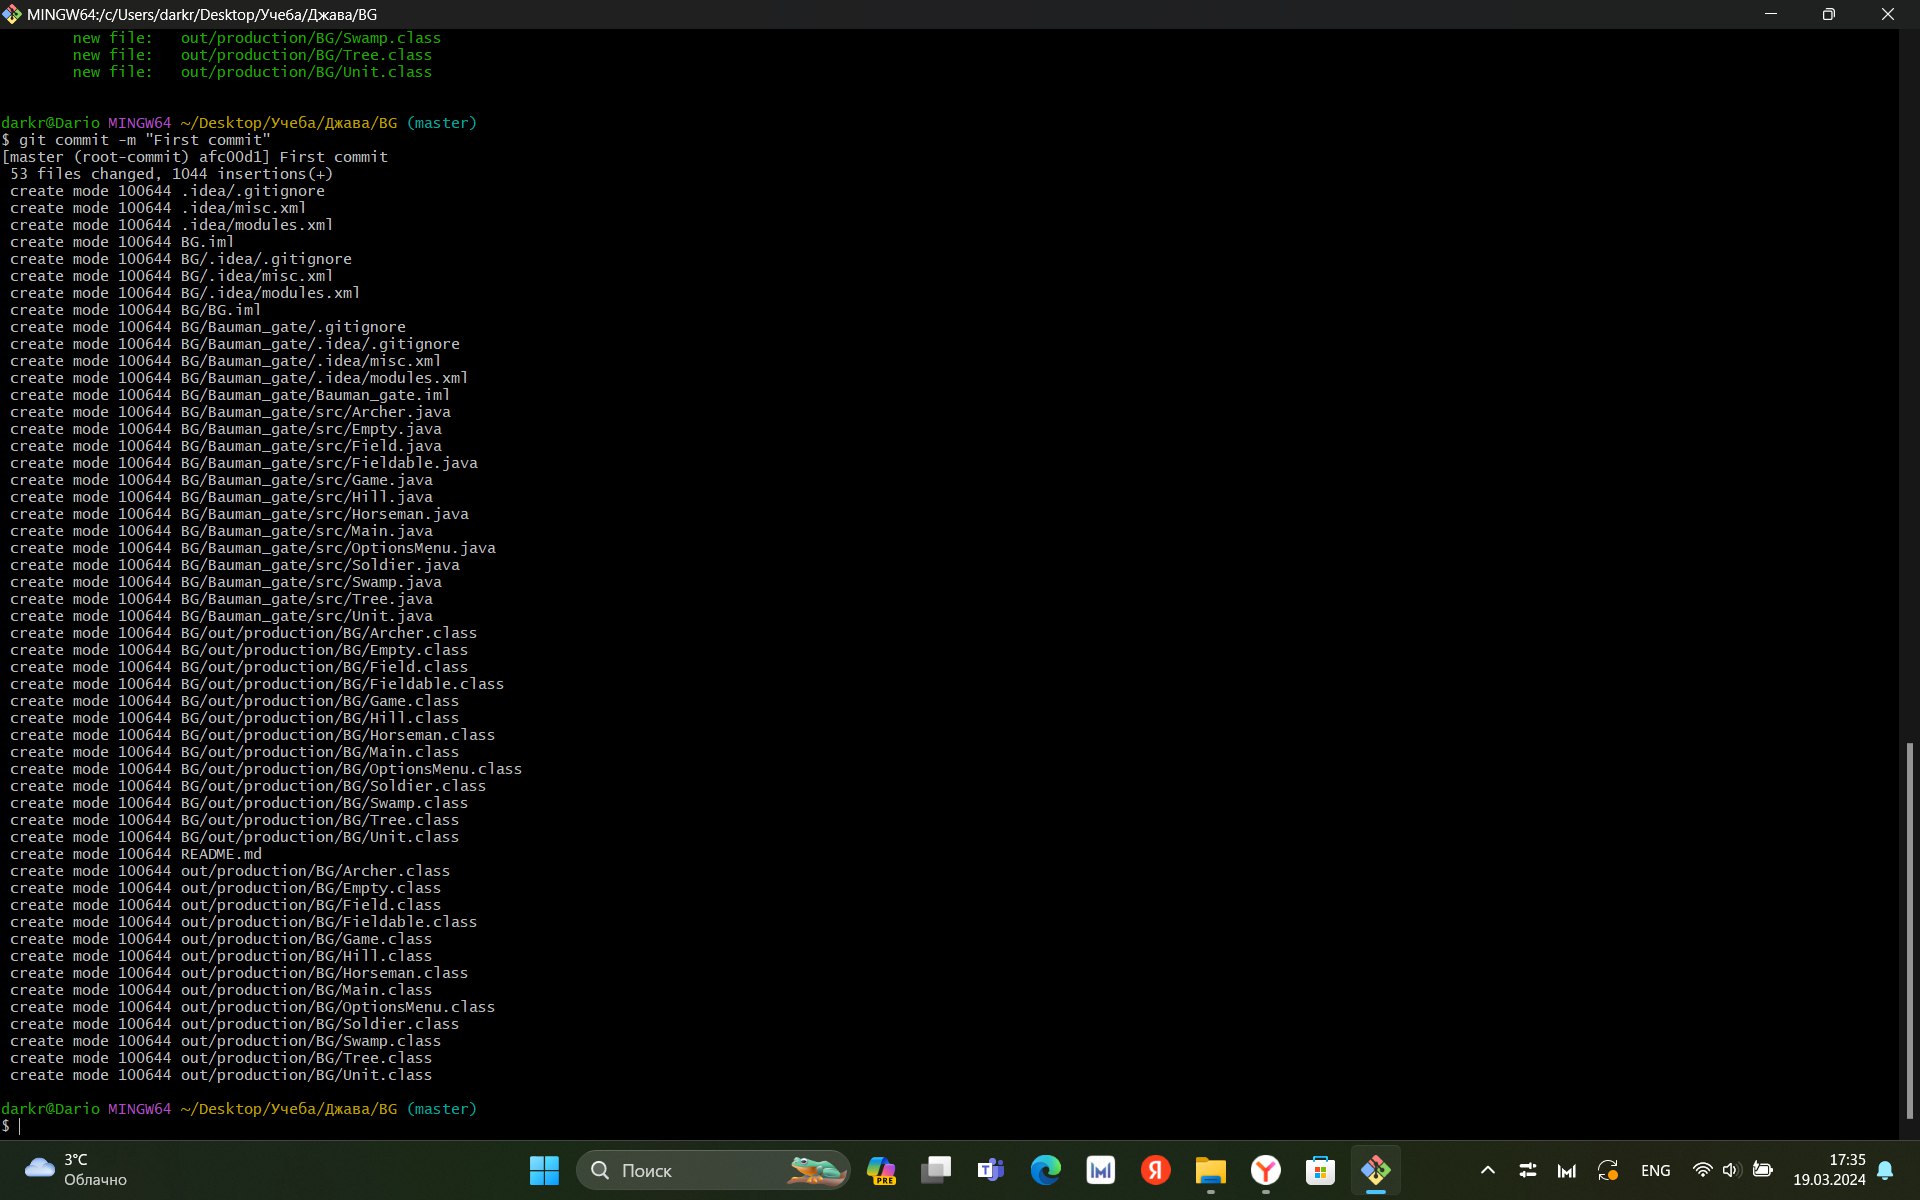 MINGW64:/c/Users/darkr/Desktop/Учеба/Джава/BG
new file:   out/production/BG/Swamp.class
new file:   out/production/BG/Tree.class
new file:   out/production/BG/Unit.class
darkr@Dario MINGW64 ~/Desktop/Учеба/Джава/BG (master)
$ git commit -m "First commit"
[master (root-commit) afc00d1] First commit
53 files changed, 1044 insertions(+)
create mode 100644 .idea/.gitignore
create mode 100644 .idea/misc.xml
create mode 100644 .idea/modules.xml
create mode 100644 BG.iml
create mode 100644 BG/.idea/.gitignore
create mode 100644 BG/.idea/misc.xml
create mode 100644 BG/.idea/modules.xml
create mode 100644 BG/BG.iml
create mode 100644 BG/Bauman_gate/.gitignore
create mode 100644 BG/Bauman_gate/.idea/.gitignore
create mode 100644 BG/Bauman_gate/.idea/misc.xml
create mode 100644 BG/Bauman_gate/.idea/modules.xml
create mode 100644 BG/Bauman_gate/Bauman_gate.iml
create mode 100644 BG/Bauman_gate/src/Archer.java
create mode 100644 BG/Bauman_gate/src/Empty.java
create mode 100644 BG/Bauman_gate/src/Field.java
create mode 100644 BG/Bauman_gate/src/Fieldable.java
create mode 100644 BG/Bauman_gate/src/Game.java
create mode 100644 BG/Bauman_gate/src/Hill.java
create mode 100644 BG/Bauman_gate/src/Horseman.java
create mode 100644 BG/Bauman_gate/src/Main.java
create mode 100644 BG/Bauman_gate/src/OptionsMenu.java
create mode 100644 BG/Bauman_gate/src/Soldier.java
create mode 100644 BG/Bauman_gate/src/Swamp.java
create mode 100644 BG/Bauman_gate/src/Tree.java
create mode 100644 BG/Bauman_gate/src/Unit.java
create mode 100644 BG/out/production/BG/Archer.class
create mode 100644 BG/out/production/BG/Empty.class
create mode 100644 BG/out/production/BG/Field.class
create mode 100644 BG/out/production/BG/Fieldable.class
create mode 100644 BG/out/production/BG/Game.class
create mode 100644 BG/out/production/BG/Hill.class
create mode 100644 BG/out/production/BG/Horseman.class
create mode 100644 BG/out/production/BG/Main.class
create mode 100644 BG/out/production/BG/OptionsMenu.class
create mode 100644 BG/out/production/BG/Soldier.class
create mode 100644 BG/out/production/BG/Swamp.class
create mode 100644 BG/out/production/BG/Tree.class
create mode 100644 BG/out/production/BG/Unit.class
create mode 100644 README.md
create mode 100644 out/production/BG/Archer.class
create mode 100644 out/production/BG/Empty.class
create mode 100644 out/production/BG/Field.class
create mode 100644 out/production/BG/Fieldable.class
create mode 100644 out/production/BG/Game.class
create mode 100644 out/production/BG/Hill.class
create mode 100644 out/production/BG/Horseman.class
create mode 100644 out/production/BG/Main.class
create mode 100644 out/production/BG/OptionsMenu.class
create mode 100644 out/production/BG/Soldier.class
create mode 100644 out/production/BG/Swamp.class
create mode 100644 out/production/BG/Tree.class
create mode 100644 out/production/BG/Unit.class
darkr@Dario MINGW64 ~/Desktop/Учеба/Джава/BG (master)
$
3°C
Облачно
Поиск
PRE
Я
ENG
17:35
19.03.2024